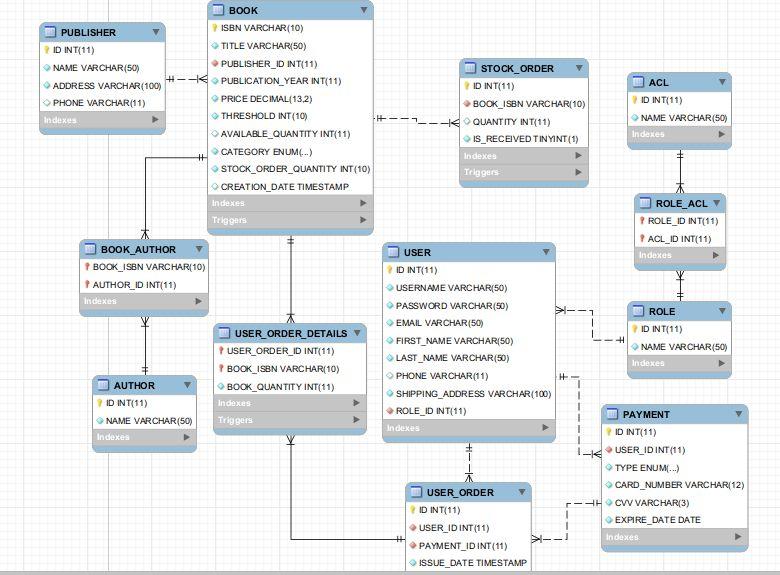 BOOK
ISBN VARCHAR(10)
TITLE VARCHAR(50)
PUBLISHER_ID INT(11)
PUBLICATION_YEAR INT(11)
PRICE DECIMAL(13,2)
THRESHOLD INT(10)
AVAILABLE_QUANTITY INT(11)
CATEGORY ENUM(...)
STOCK_ORDER_QUANTITY INT(10)
CREATION_DATE TIMESTAMP
Indexes
Triggers
PUBLISHER
ID INT(11)
NAME VARCHAR(50)
ADDRESS VARCHAR(100)
PHONE VARCHAR(11)
Indexes
STOCK_ORDER
ID INT(11)
BOOK_ISBN VARCHAR(10)
QUANTITY INT(11)
IS_RECEIVED TINYINT(1)
Indexes
Triggers
ACL
ID INT(11)
NAME VARCHAR(50)
Indexes
ROLE_ACL
ROLE_ID INT(11)
ACL_ID INT(11)
Indexes
BOOK_AUTHOR
BOOK_ISBN VARCHAR(10)
AUTHOR_ID INT(11)
Indexes
USER
ID INT(11)
USERNAME VARCHAR(50)
PASSWORD VARCHAR(50)
EMAIL VARCHAR(50)
FIRST_NAME VARCHAR(50)
LAST_NAME VARCHAR(50)
PHONE VARCHAR(11)
SHIPPING_ADDRESS VARCHAR(100)
ROLE_ID INT(11)
Indexes
ROLE
ID INT(11)
NAME VARCHAR(50)
Indexes
USER_ORDER_DETAILS
USER_ORDER_ID INT(11)
BOOK_ISBN VARCHAR(10)
BOOK_QUANTITY INT(11)
Indexes
Triggers
AUTHOR
ID INT(11)
NAME VARCHAR(50)
Indexes
PAYMENT
ID INT(11)
USER_ID INT(11)
TYPE ENUM(...)
CARD_NUMBER VARCHAR(12)
CVV VARCHAR(3)
EXPIRE_DATE DATE
Indexes
USER_ORDER
ID INT(11)
USER_ID INT(11)
PAYMENT_ID INT(11)
ISSUE_DATE TIMESTAMP